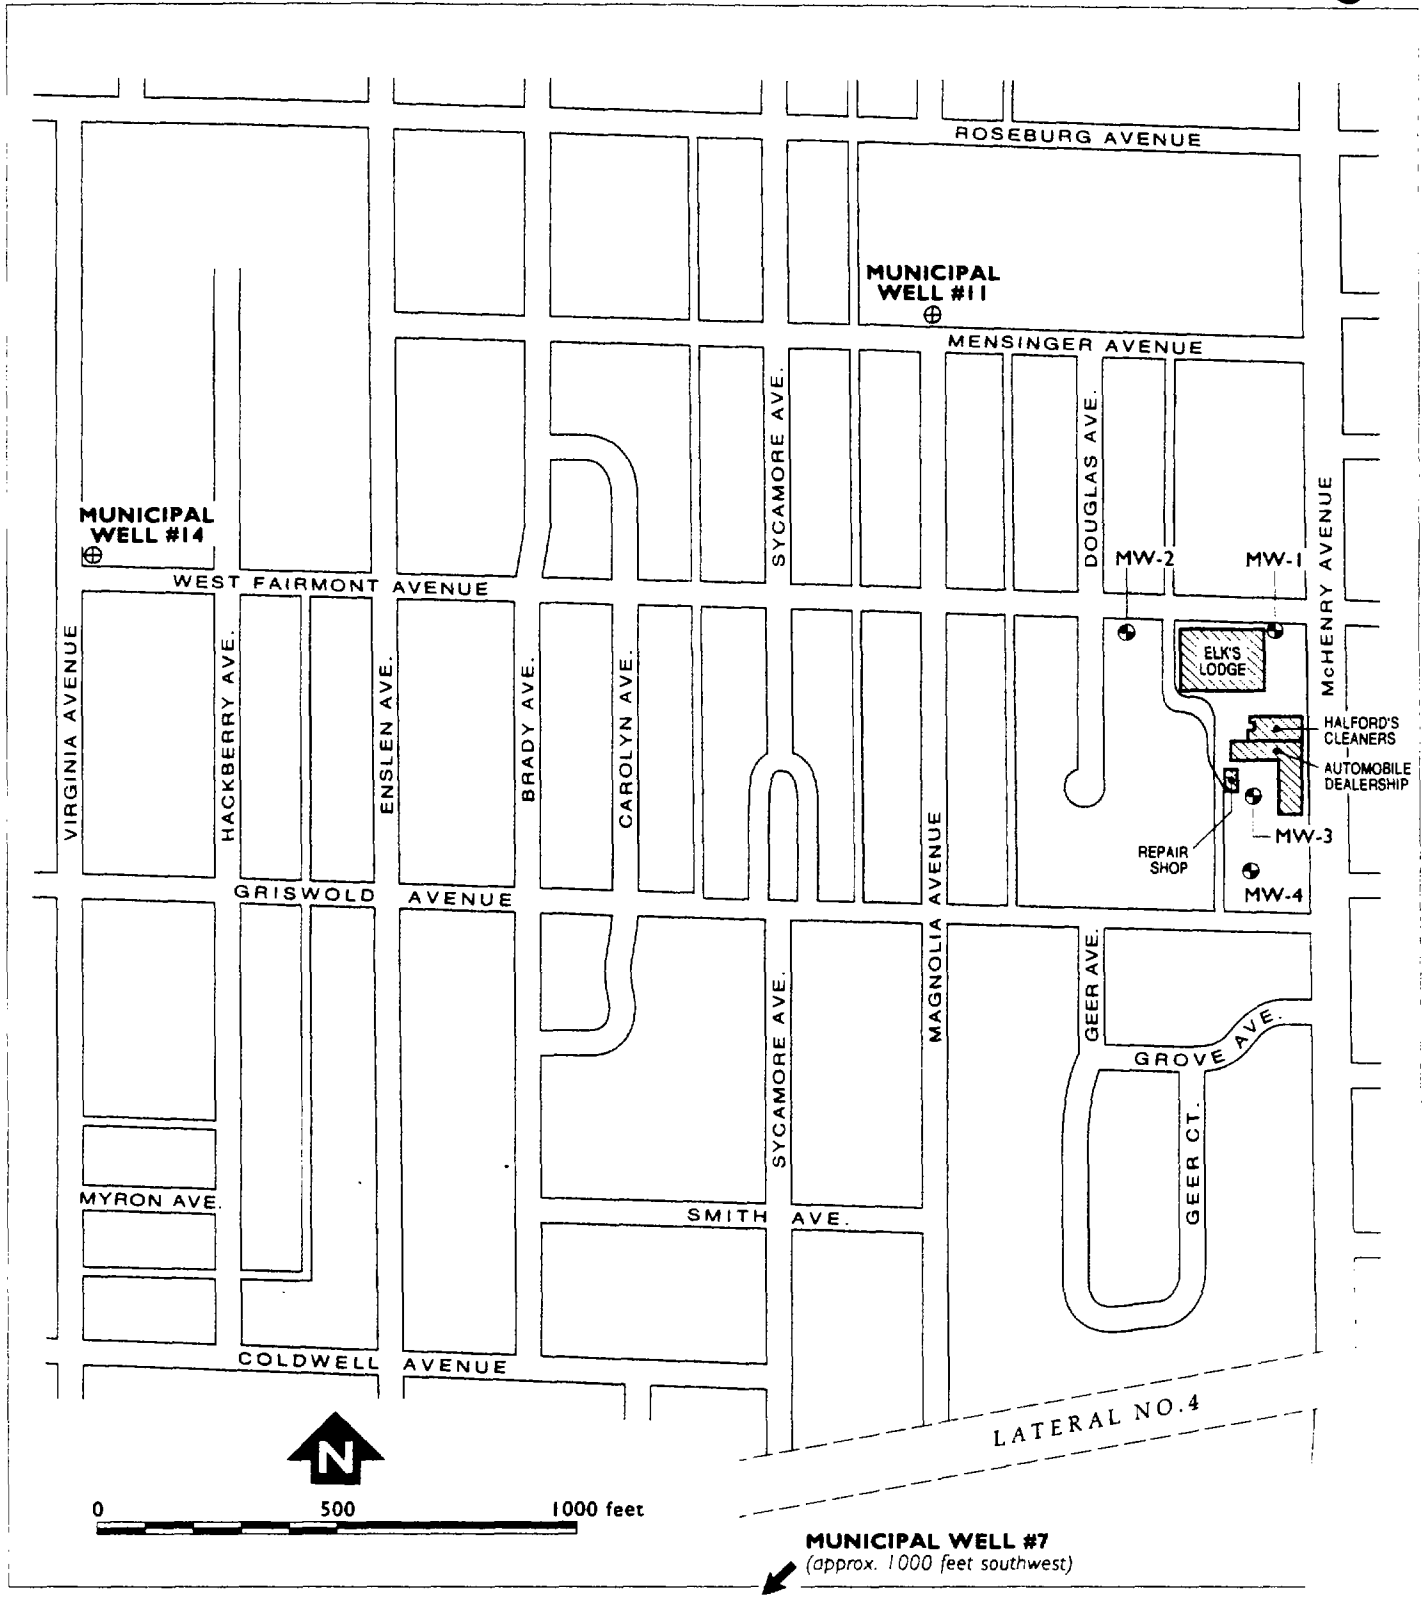 ROSEBURG AVENUE
MUNICIPAL
WELL #11
MENSINGER AVENUE
SYCAMORE AVE.
DOUGLAS AVE.
McHENRY AVENUE
MUNICIPAL
WELL #14
MW-2
MW-1
WEST FAIRMONT AVENUE
VIRGINIA AVENUE
HACKBERRY AVE.
ENSLEN AVE.
BRADY AVE.
CAROLYN AVE.
ELK'S
LODGE
HALFORD'S
CLEANERS
AUTOMOBILE
DEALERSHIP
MW-3
REPAIR
SHOP
MW-4
MAGNOLIA AVENUE
GRISWOLD AVENUE
GEER AVE.
SYCAMORE AVE.
GROVE AVE.
GEER CT.
MYRON AVE.
SMITH AVE.
COLDWELL AVENUE
LATERAL NO.4
N
0 500 1000 feet
MUNICIPAL WELL #7
(approx. 1000 feet southwest)